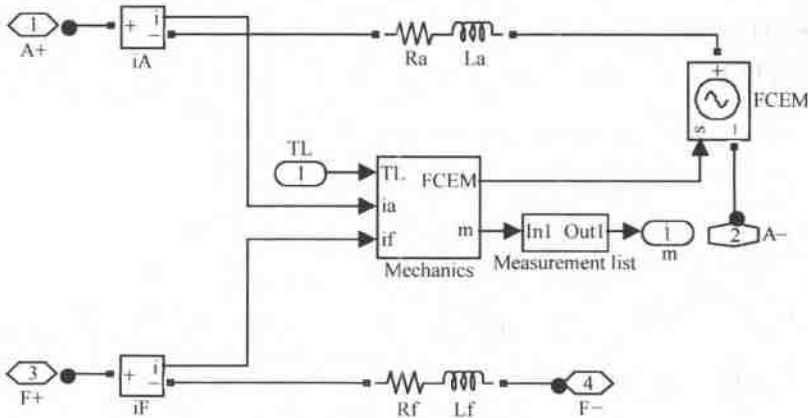 1
A+
+ i
−
iA
Ra La
+
FCEM
s −
TL
1
TL
FCEM
ia
if
m
Mechanics
In1 Out1
Measurement list
1
m
2
A−
3
F+
+ i
−
iF
Rf Lf
4
F−